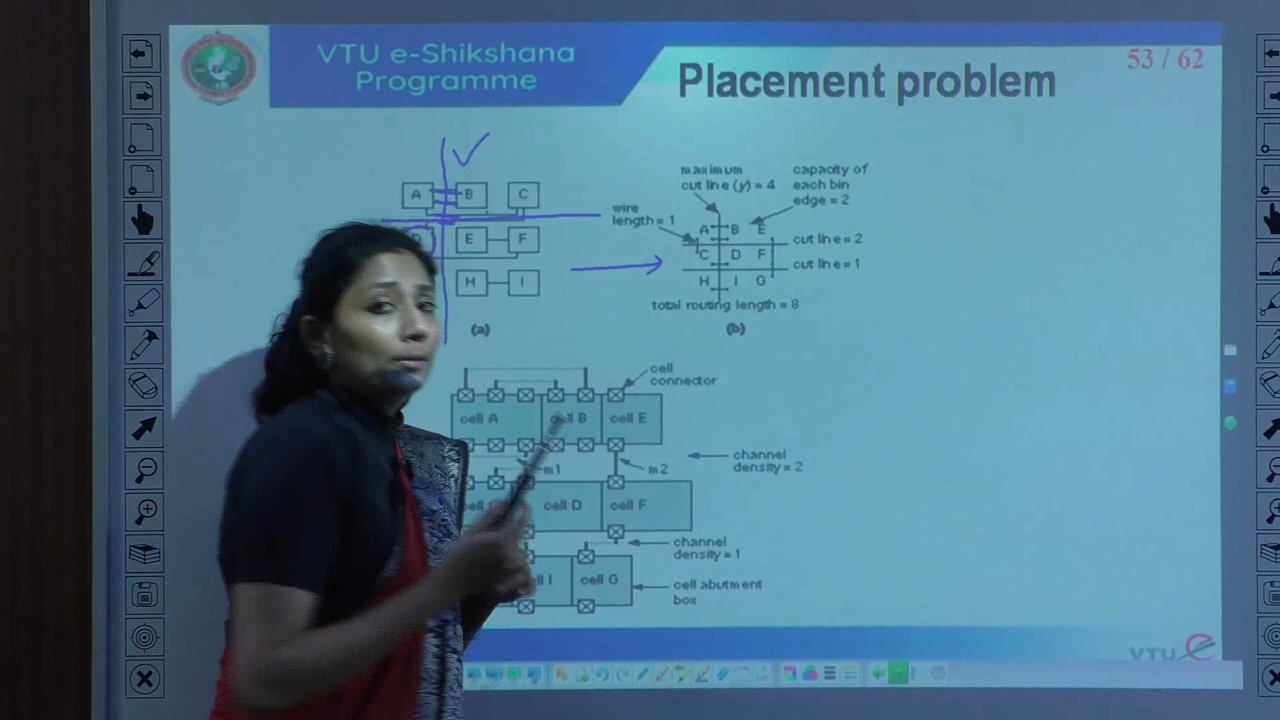 VTU e-Shikshana
Programme
Placement problem
53 / 62
A B C
E F
H I
(a)
maximum
cut line (y) = 4
capacity of
each bin
edge = 2
wire
length = 1
A B E
cut line = 2
C D F
cut line = 1
H I G
total routing length = 8
(b)
cell
connector
cell A cell B cell E
channel
density = 2
m1 m2
cell D cell F
channel
density = 1
cell G
cell abutment
box
VTU e